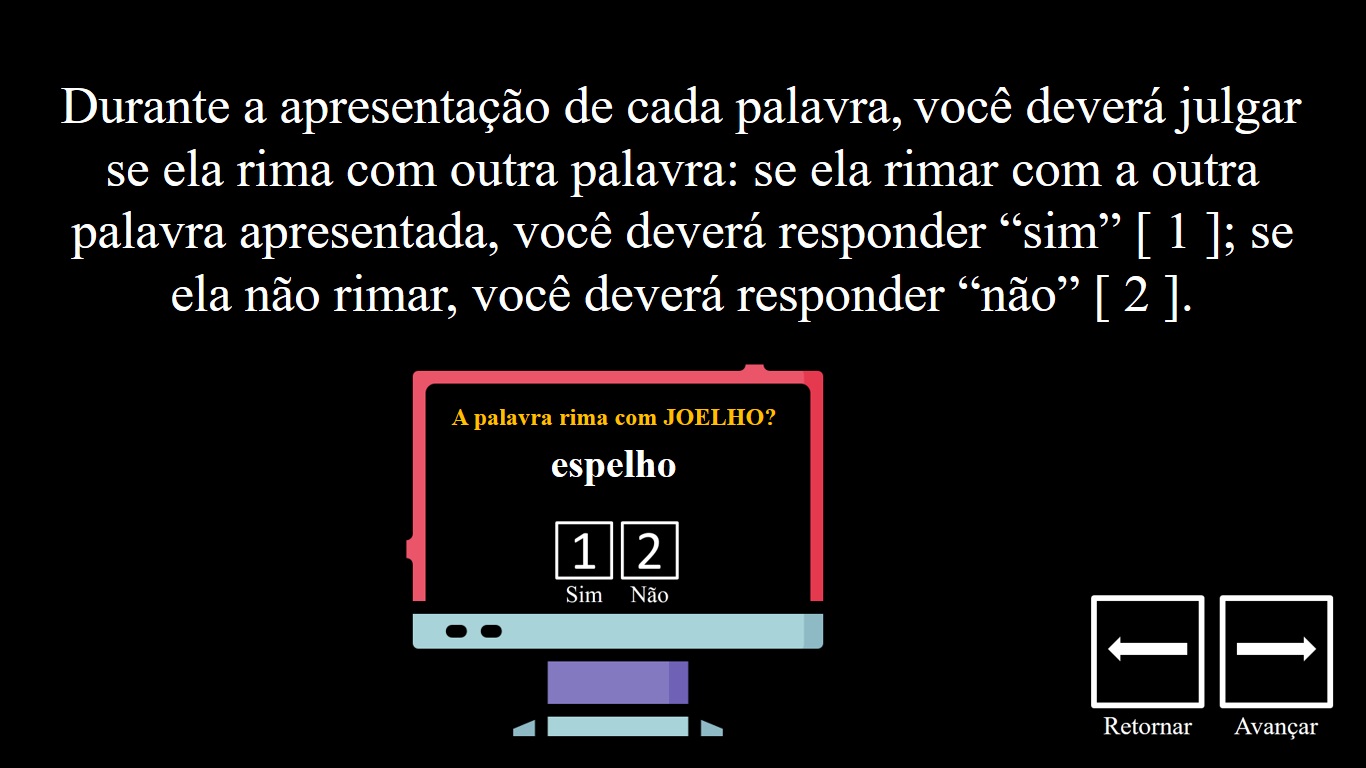 Durante a apresentação de cada palavra, você deverá julgar
se ela rima com outra palavra: se ela rimar com a outra
palavra apresentada, você deverá responder “sim” [ 1 ]; se
ela não rimar, você deverá responder “não” [ 2 ].
A palavra rima com JOELHO?
espelho
1 2
Sim Não
Retornar Avançar